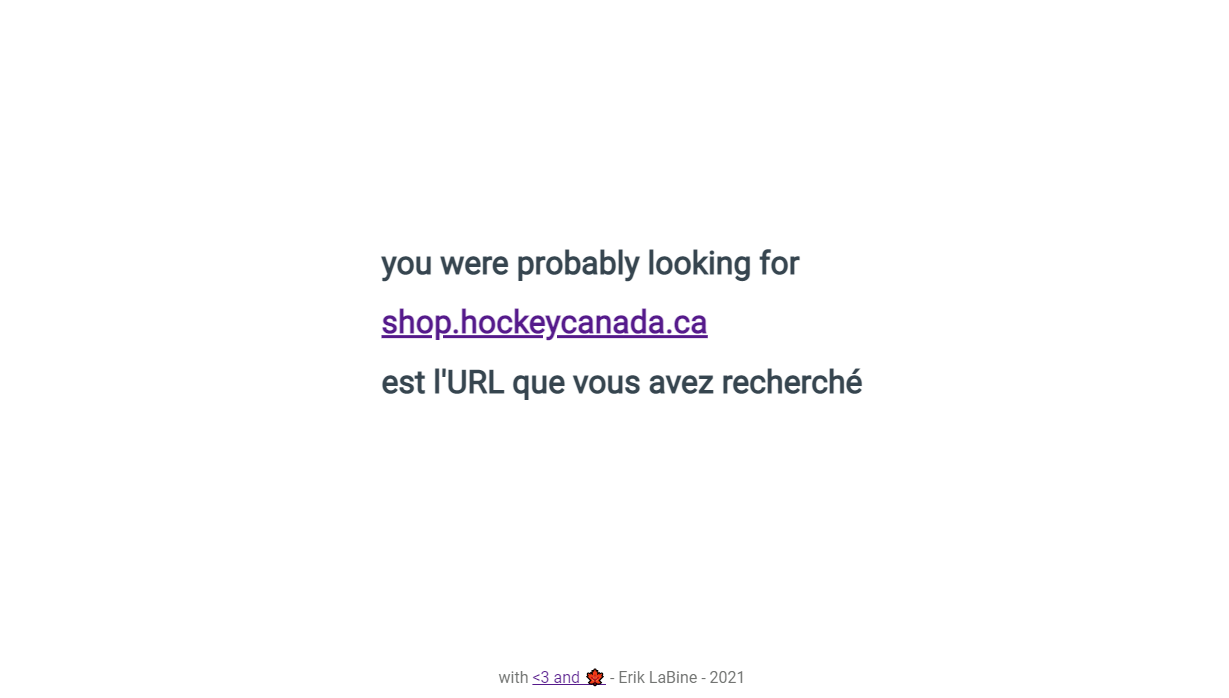 you were probably looking for
shop.hockeycanada.ca
est l'URL que vous avez recherché
with <3 and 🍁 - Erik LaBine - 2021